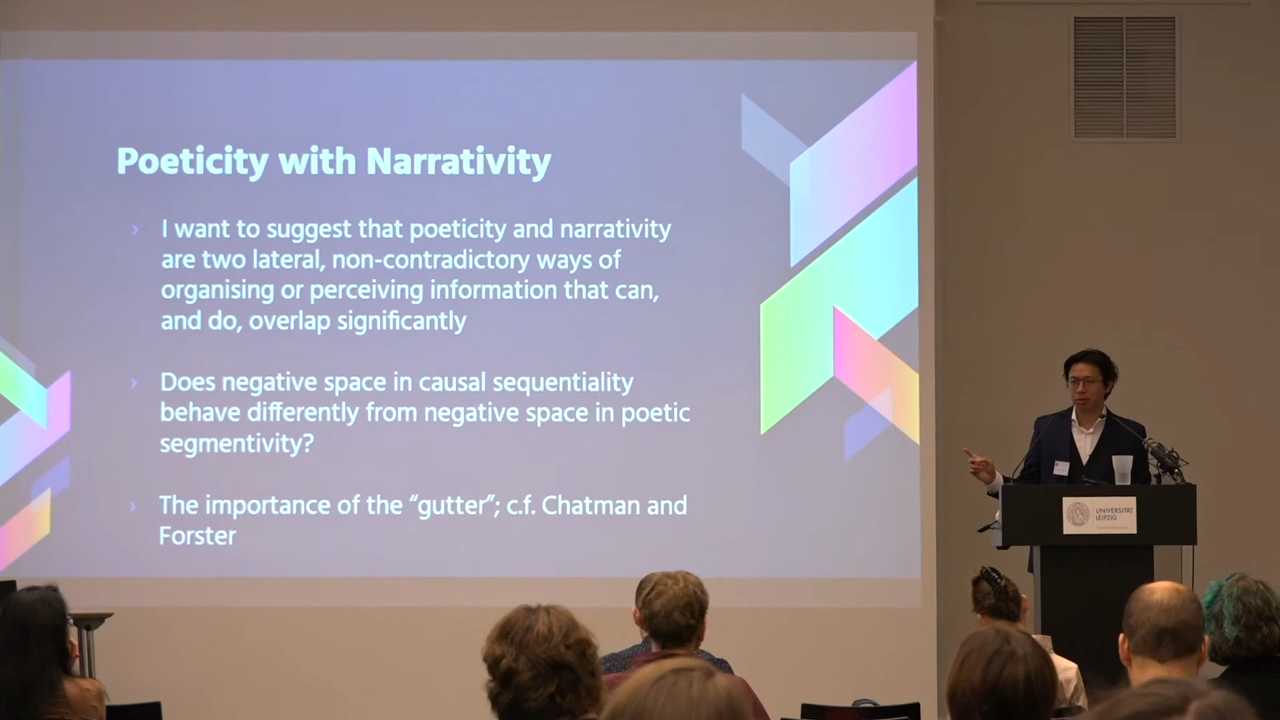 Poeticity with Narrativity
I want to suggest that poeticity and narrativity
are two lateral, non-contradictory ways of
organising or perceiving information that can,
and do, overlap significantly
Does negative space in causal sequentiality
behave differently from negative space in poetic
segmentivity?
The importance of the “gutter”; c.f. Chatman and
Forster
UNIVERSITÄT
LEIPZIG